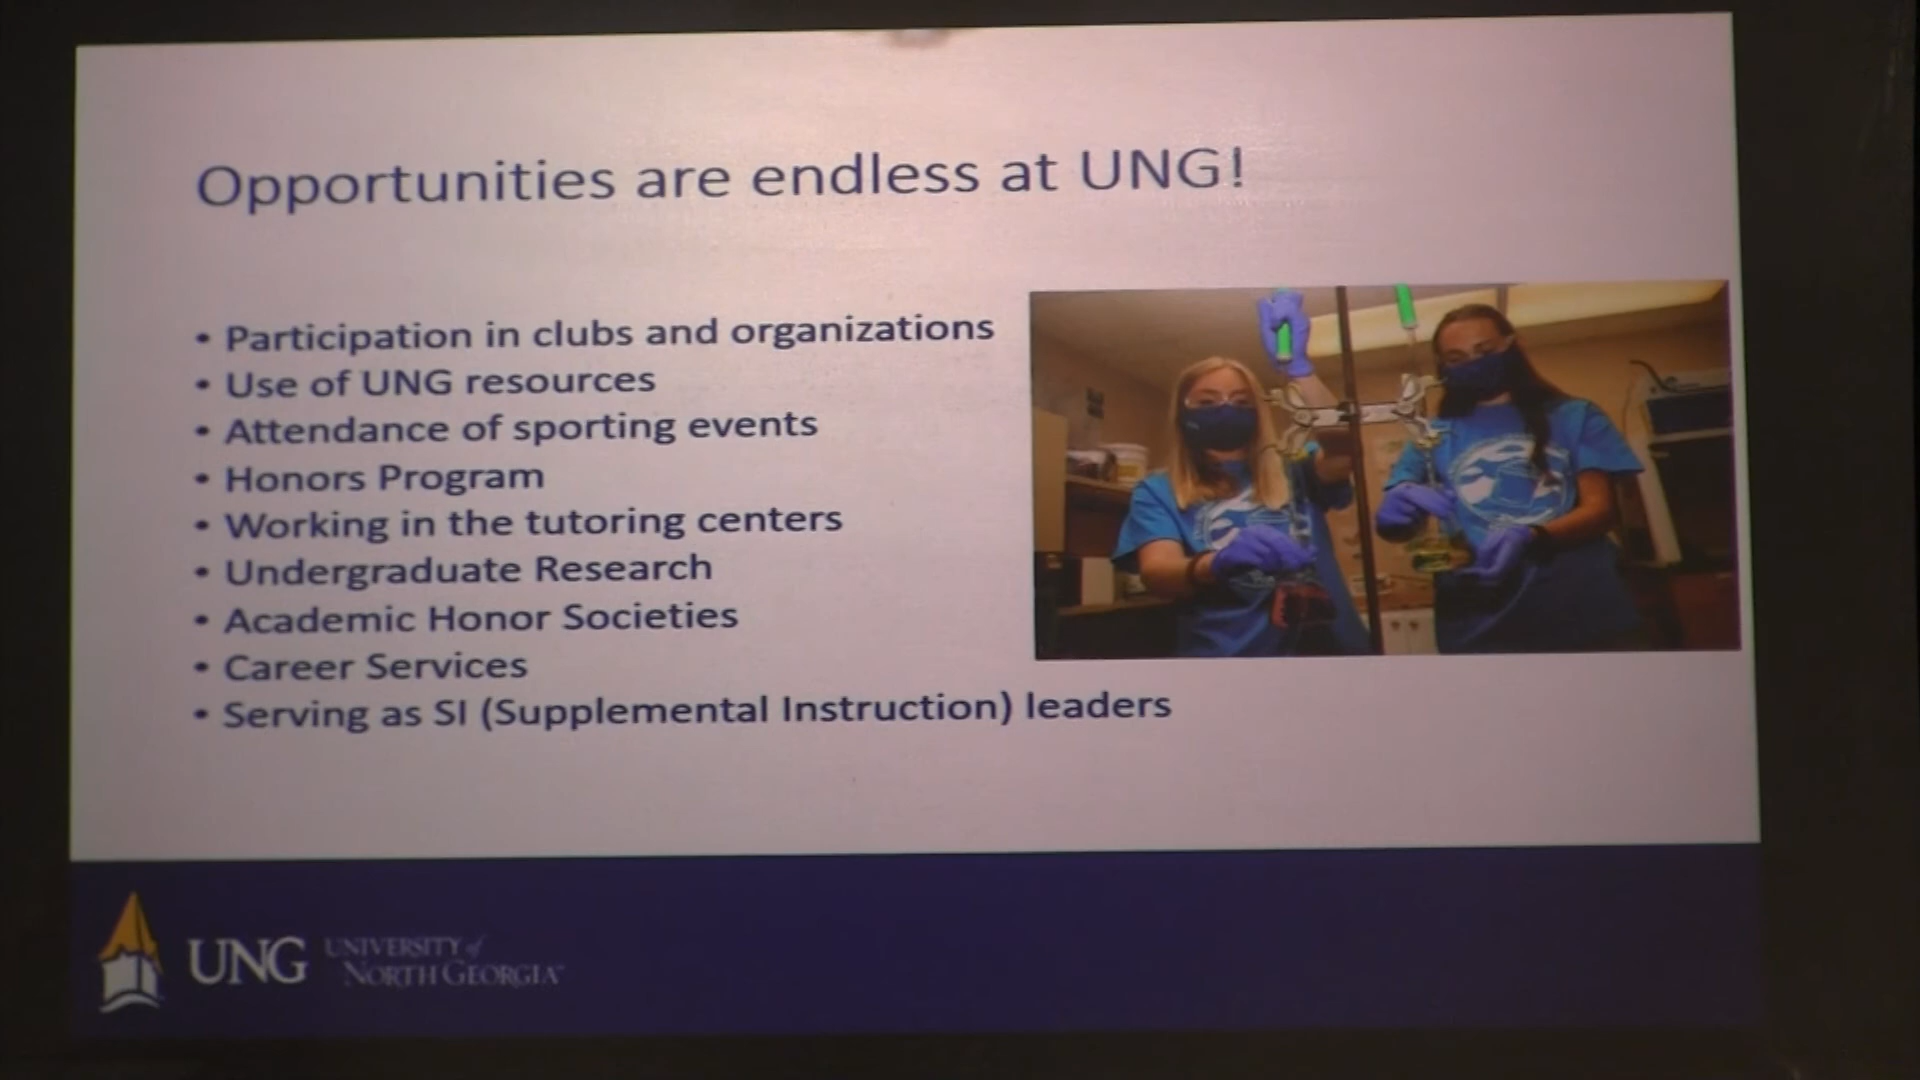 Opportunities are endless at UNG!
• Participation in clubs and organizations
• Use of UNG resources
• Attendance of sporting events
• Honors Program
• Working in the tutoring centers
• Undergraduate Research
• Academic Honor Societies
• Career Services
• Serving as SI (Supplemental Instruction) leaders
UNG
UNIVERSITY of
NORTH GEORGIA